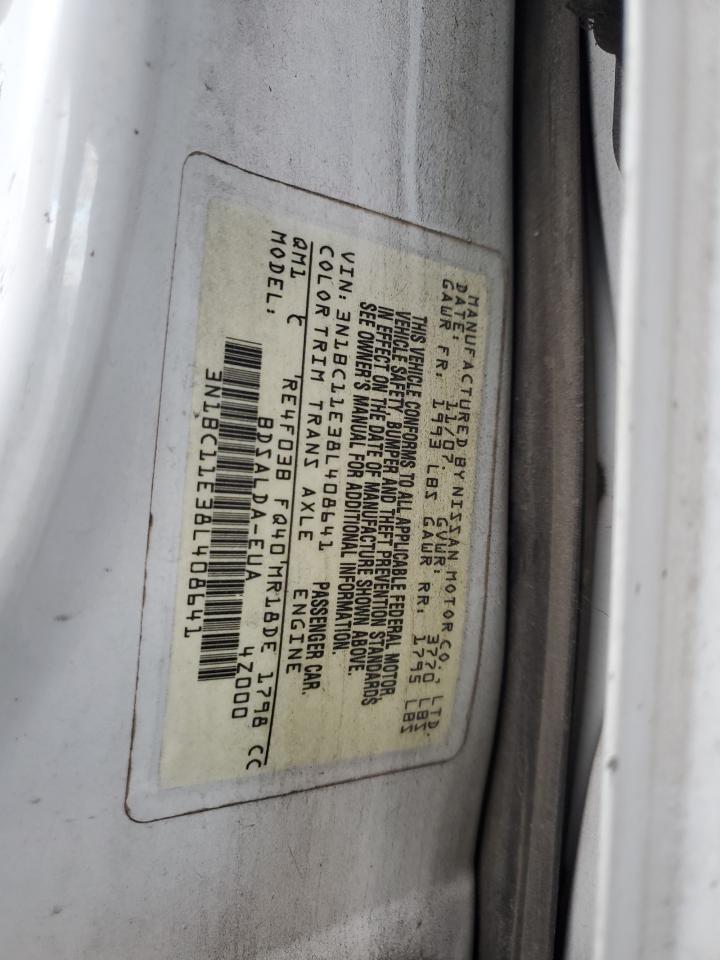 MANUFACTURED BY NISSAN MOTOR CO., LTD.
DATE: 11/07. GVWR: 3770 LBS
GAWR FR: 1993 LBS GAWR RR: 1795 LBS
THIS VEHICLE CONFORMS TO ALL APPLICABLE FEDERAL MOTOR
VEHICLE SAFETY, BUMPER AND THEFT PREVENTION STANDARDS
IN EFFECT ON THE DATE OF MANUFACTURE SHOWN ABOVE.
SEE OWNER'S MANUAL FOR ADDITIONAL INFORMATION.
VIN: 3N1BC11E38L408641 PASSENGER CAR.
COLOR TRIM TRANS AXLE ENGINE
QM1 C RE4F03B FQ40 MR18DE 1798 CC
MODEL: BDSALDA-EUA 4Z000
3N1BC11E38L408641